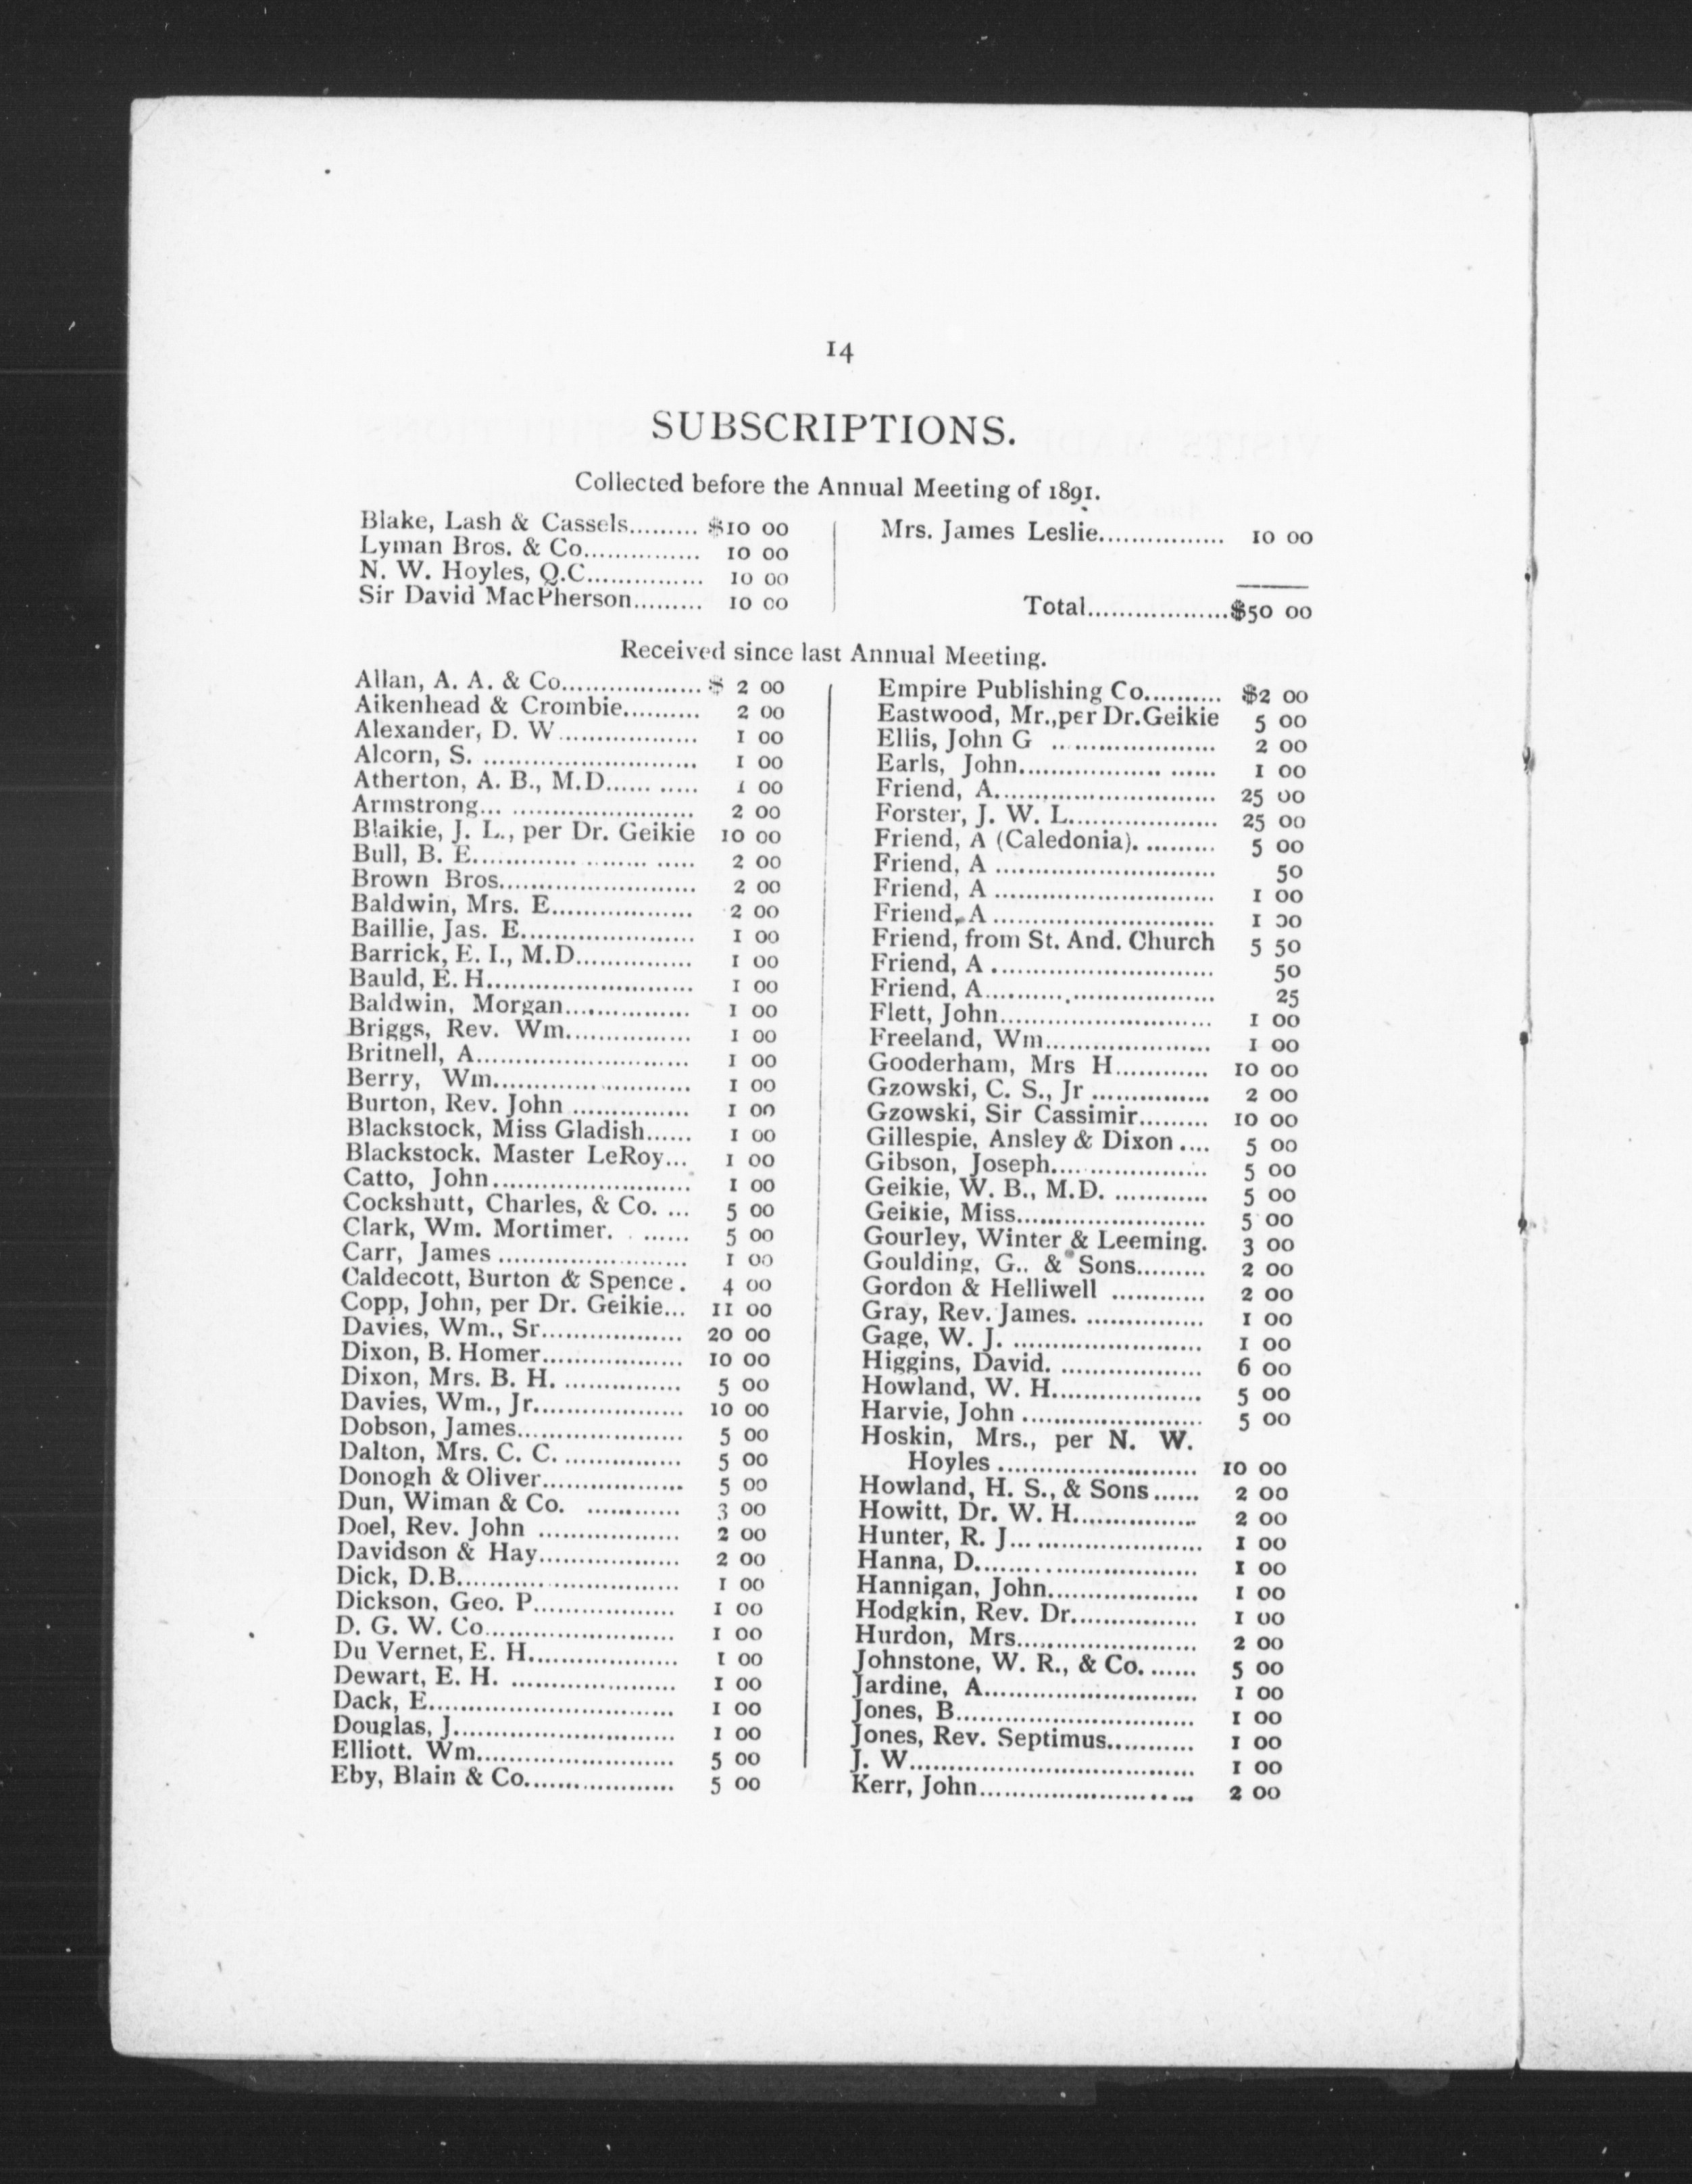 14
SUBSCRIPTIONS.
Collected before the Annual Meeting of 1891.
Blake, Lash & Cassels......... $10 00
Lyman Bros. & Co............... 10 00
N. W. Hoyles, Q.C............... 10 00
Sir David MacPherson......... 10 00
Mrs. James Leslie................ 10 00
Total..................$50 00
Received since last Annual Meeting.
Allan, A. A. & Co..................$ 2 00
Aikenhead & Crombie.......... 2 00
Alexander, D. W.................. 1 00
Alcorn, S. .......................... 1 00
Atherton, A. B., M.D........... 1 00
Armstrong... ....................... 2 00
Blaikie, J. L., per Dr. Geikie 10 00
Bull, B. E............. ........ ..... 2 00
Brown Bros........................ 2 00
Baldwin, Mrs. E.................. 2 00
Baillie, Jas. E...................... 1 00
Barrick, E. I., M.D............... 1 00
Bauld, E. H......................... 1 00
Baldwin, Morgan................ 1 00
Briggs, Rev. Wm................ 1 00
Britnell, A.......................... 1 00
Berry, Wm......................... 1 00
Burton, Rev. John ............... 1 00
Blackstock, Miss Gladish...... 1 00
Blackstock. Master LeRoy... 1 00
Catto, John......................... 1 00
Cockshutt, Charles, & Co. ... 5 00
Clark, Wm. Mortimer. . ...... 5 00
Carr, James ........................ 1 00
Caldecott, Burton & Spence. 4 00
Copp, John, per Dr. Geikie... 11 00
Davies, Wm., Sr.................. 20 00
Dixon, B. Homer.................. 10 00
Dixon, Mrs. B. H. ............... 5 00
Davies, Wm., Jr................... 10 00
Dobson, James..................... 5 00
Dalton, Mrs. C. C. ............... 5 00
Donogh & Oliver.................. 5 00
Dun, Wiman & Co. ............ 3 00
Doel, Rev. John .................. 2 00
Davidson & Hay.................. 2 00
Dick, D.B............................ 1 00
Dickson, Geo. P.................. 1 00
D. G. W. Co........................ 1 00
Du Vernet, E. H................... 1 00
Dewart, E. H. ..................... 1 00
Dack, E............................... 1 00
Douglas, J........................... 1 00
Elliott. Wm......................... 5 00
Eby, Blain & Co................... 5 00
Empire Publishing Co.......... $2 00
Eastwood, Mr.,per Dr.Geikie 5 00
Ellis, John G ..................... 2 00
Earls, John.................. ...... 1 00
Friend, A............................ 25 00
Forster, J. W. L................... 25 00
Friend, A (Caledonia). ......... 5 00
Friend, A ........................... 50
Friend, A ........................... 1 00
Friend, A ........................... 1 00
Friend, from St. And. Church 5 50
Friend, A ........................... 50
Friend, A............................ 25
Flett, John.......................... 1 00
Freeland, Wm..................... 1 00
Gooderham, Mrs H............ 10 00
Gzowski, C. S., Jr ............... 2 00
Gzowski, Sir Cassimir......... 10 00
Gillespie, Ansley & Dixon .... 5 00
Gibson, Joseph................... 5 00
Geikie, W. B., M.D. ............ 5 00
Geikie, Miss........................ 5 00
Gourley, Winter & Leeming. 3 00
Goulding, G.. & Sons......... 2 00
Gordon & Helliwell ............ 2 00
Gray, Rev. James. ............... 1 00
Gage, W. J. ........................ 1 00
Higgins, David. .................. 6 00
Howland, W. H................... 5 00
Harvie, John ....................... 5 00
Hoskin, Mrs., per N. W.
Hoyles ......................... 10 00
Howland, H. S., & Sons...... 2 00
Howitt, Dr. W. H............... 2 00
Hunter, R. J........................ 1 00
Hanna, D........................... 1 00
Hannigan, John.................. 1 00
Hodgkin, Rev. Dr................ 1 00
Hurdon, Mrs....................... 2 00
Johnstone, W. R., & Co. ...... 5 00
Jardine, A........................... 1 00
Jones, B.............................. 1 00
Jones, Rev. Septimus........... 1 00
J. W................................... 1 00
Kerr, John........................... 2 00